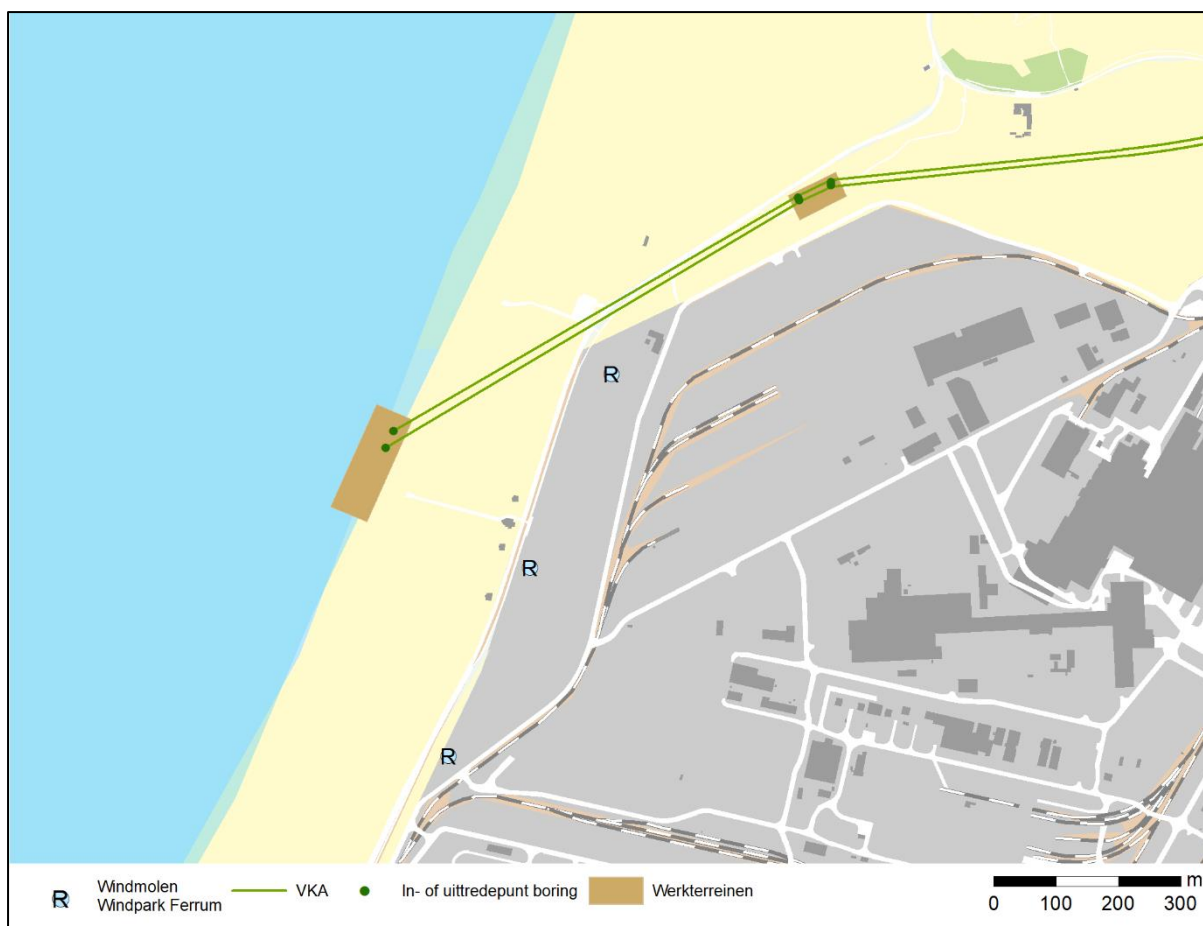 R
R
R
R
Windmolen
Windpark Ferrum
VKA
In- of uittredepunt boring
Werkterreinen
m
0 100 200 300